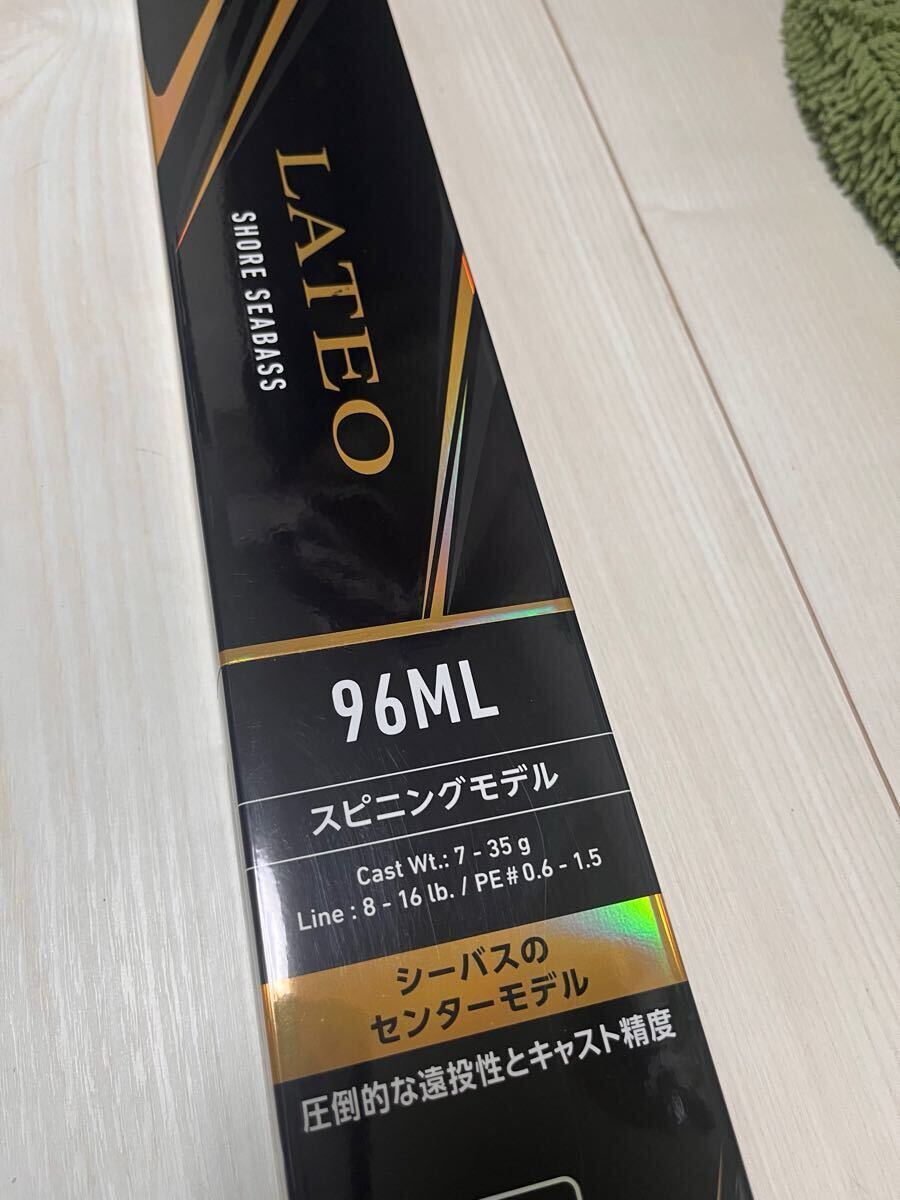 LATEO
SHORE SEABASS
96ML
スピニングモデル
Cast Wt.: 7 - 35 g
Line : 8 - 16 lb. / PE#0.6 - 1.5
シーバスの
センターモデル
圧倒的な遠投性とキャスト精度